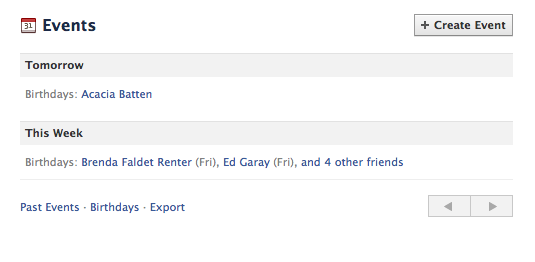 31 Events
+ Create Event
Tomorrow
Birthdays: Acacia Batten
This Week
Birthdays: Brenda Faldet Renter (Fri), Ed Garay (Fri), and 4 other friends
Past Events · Birthdays · Export